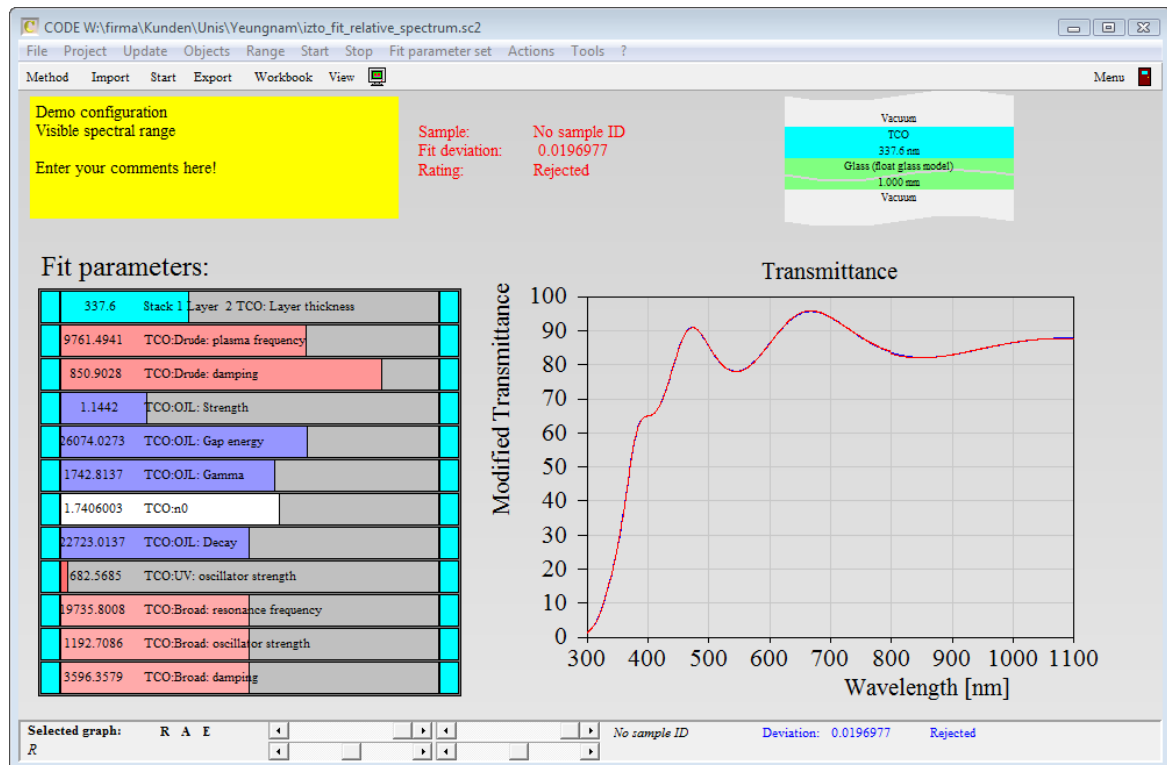 CODE W:\firma\Kunden\Unis\Yeungnam\izto_fit_relative_spectrum.sc2
File Project Update Objects Range Start Stop Fit parameter set Actions Tools ?
Method Import Start Export Workbook View Menu
Demo configuration
Visible spectral range
Enter your comments here!
Sample: No sample ID
Fit deviation: 0.0196977
Rating: Rejected
Vacuum
TCO
337.6 nm
Glass (float glass model)
1.000 mm
Vacuum
Fit parameters:
337.6 Stack 1 Layer 2 TCO: Layer thickness
9761.4941 TCO:Drude: plasma frequency
850.9028 TCO:Drude: damping
1.1442 TCO:OJL: Strength
26074.0273 TCO:OJL: Gap energy
1742.8137 TCO:OJL: Gamma
1.7406003 TCO:n0
22723.0137 TCO:OJL: Decay
682.5685 TCO:UV: oscillator strength
19735.8008 TCO:Broad: resonance frequency
1192.7086 TCO:Broad: oscillator strength
3596.3579 TCO:Broad: damping
Transmittance
Modified Transmittance
100
90
80
70
60
50
40
30
20
10
0
300 400 500 600 700 800 900 1000 1100
Wavelength [nm]
Selected graph: R A E No sample ID Deviation: 0.0196977 Rejected
R